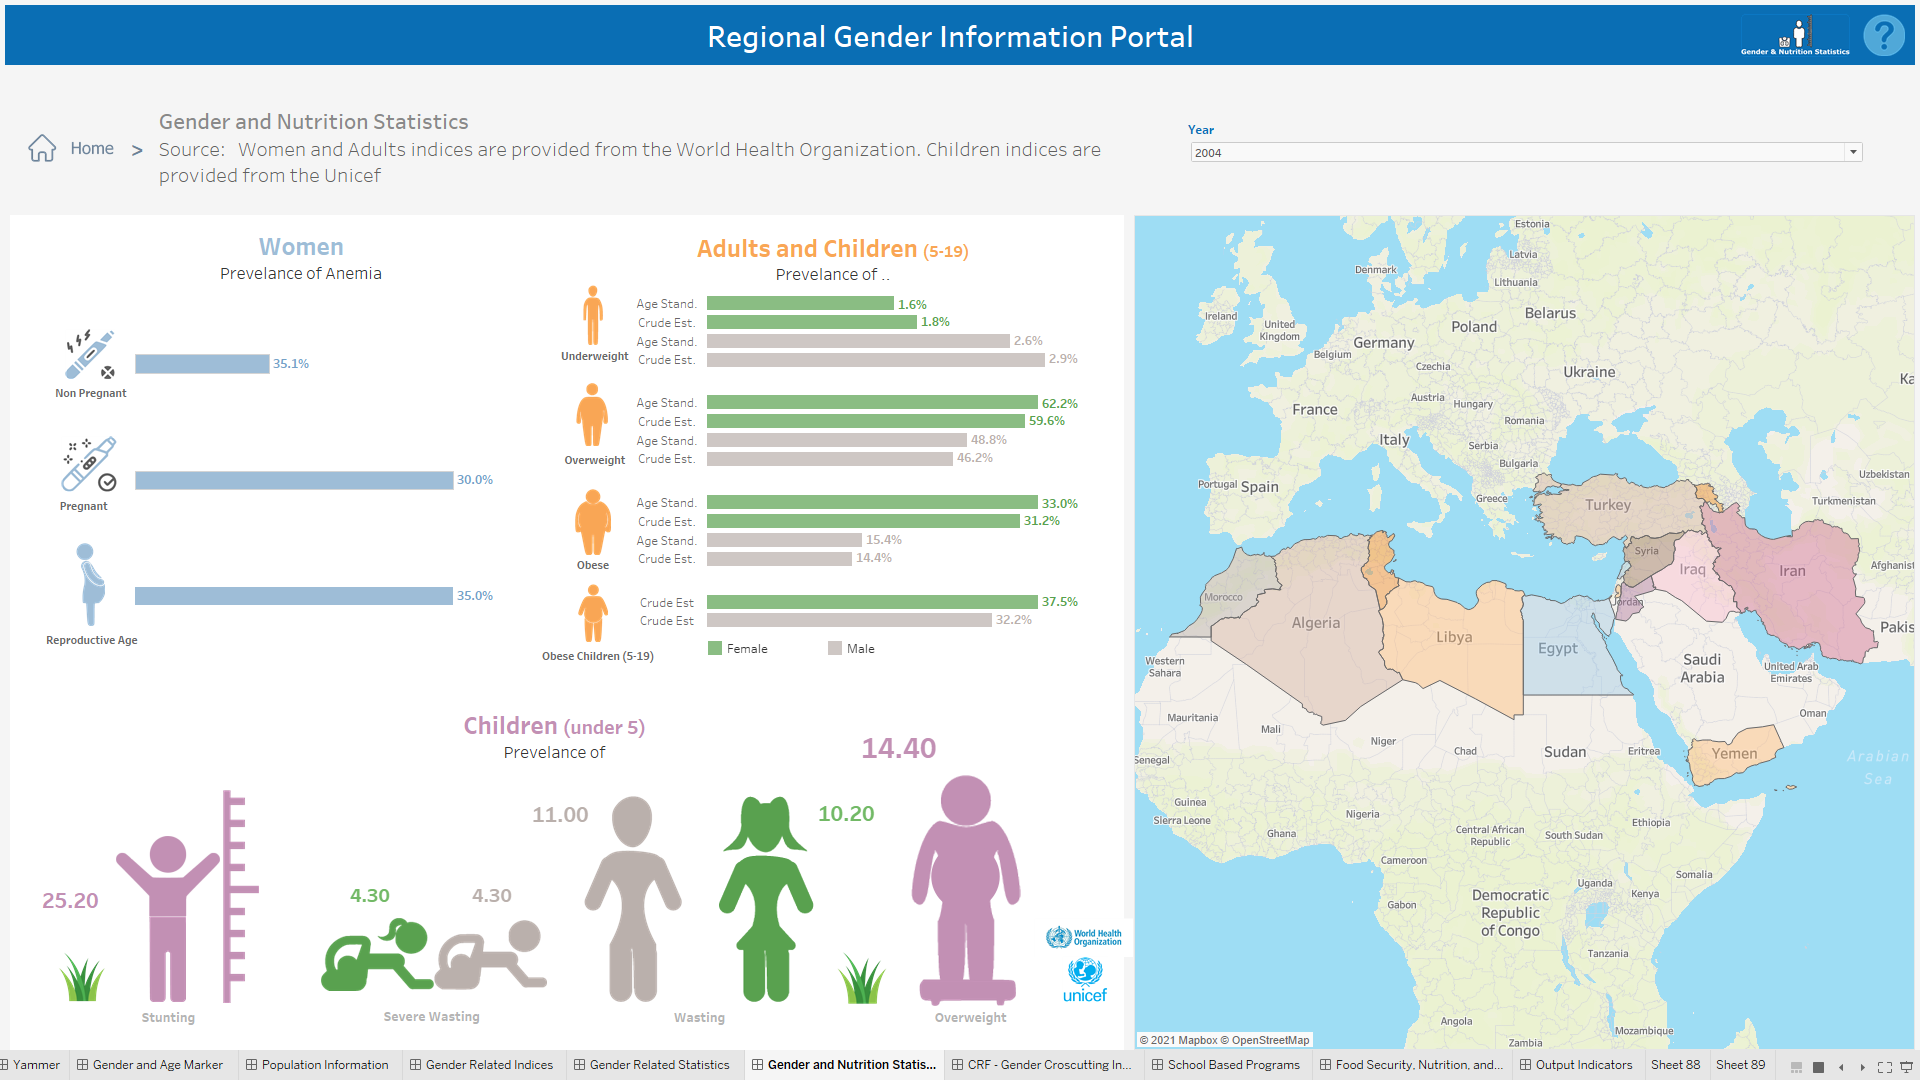 Regional Gender Information Portal
Gender & Nutrition Statistics
?
Home
>
Gender and Nutrition Statistics
Source: Women and Adults indices are provided from the World Health Organization. Children indices are
provided from the Unicef
Year
2004
Women
Prevelance of Anemia
Non Pregnant
35.1%
Pregnant
30.0%
Reproductive Age
35.0%
Adults and Children (5-19)
Prevelance of ..
Underweight
Age Stand. 1.6%
Crude Est. 1.8%
Age Stand. 2.6%
Crude Est. 2.9%
Overweight
Age Stand. 62.2%
Crude Est. 59.6%
Age Stand. 48.8%
Crude Est. 46.2%
Obese
Age Stand. 33.0%
Crude Est. 31.2%
Age Stand. 15.4%
Crude Est. 14.4%
Obese Children (5-19)
Crude Est 37.5%
Crude Est 32.2%
Female
Male
Children (under 5)
Prevelance of
25.20
Stunting
4.30
4.30
Severe Wasting
11.00
10.20
Wasting
14.40
Overweight
World Health
Organization
unicef
Estonia
Latvia
Denmark
Lithuania
Ireland
United
Kingdom
Belarus
Poland
Germany
Belgium
Czechia
Ukraine
Ka
Austria
Hungary
France
Romania
Italy
Serbia
Bulgaria
Uzbekistan
Portugal
Spain
Greece
Turkey
Turkmenistan
Syria
Iraq
Iran
Afghanist
Morocco
Jordan
Algeria
Libya
Egypt
Pakis
Western
Sahara
Saudi
Arabia
United Arab
Emirates
Mauritania
Mali
Niger
Chad
Sudan
Eritrea
Oman
Yemen
Arabian
Sea
Senegal
Guinea
Sierra Leone
Ghana
Nigeria
Central African
Republic
South Sudan
Ethiopia
Cameroon
Somalia
Uganda
Kenya
Gabon
Democratic
Republic
of Congo
Tanzania
Angola
Mozambique
Zambia
© 2021 Mapbox © OpenStreetMap
Yammer
Gender and Age Marker
Population Information
Gender Related Indices
Gender Related Statistics
Gender and Nutrition Statis...
CRF - Gender Croscutting In...
School Based Programs
Food Security, Nutrition, and...
Output Indicators
Sheet 88
Sheet 89